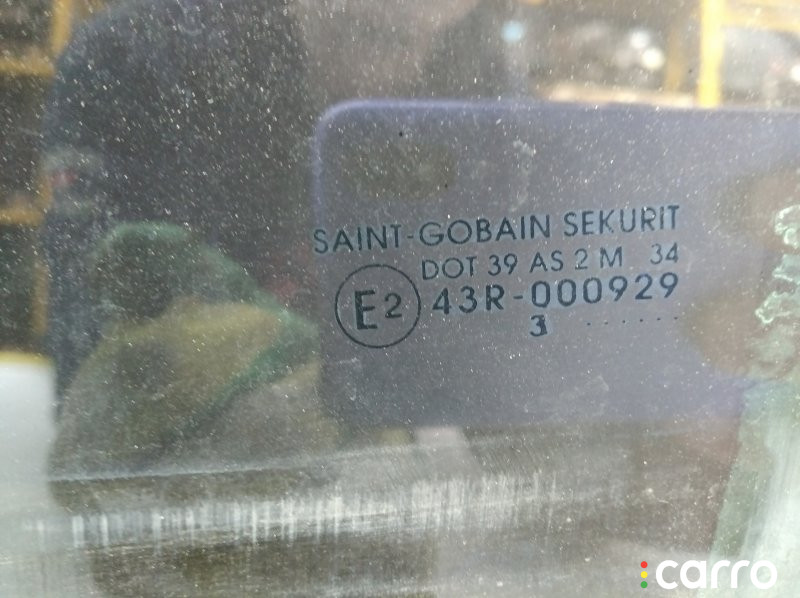 SAINT-GOBAIN SEKURIT
DOT 39 AS 2 M 34
E2 43R-000929
3 ······
carro